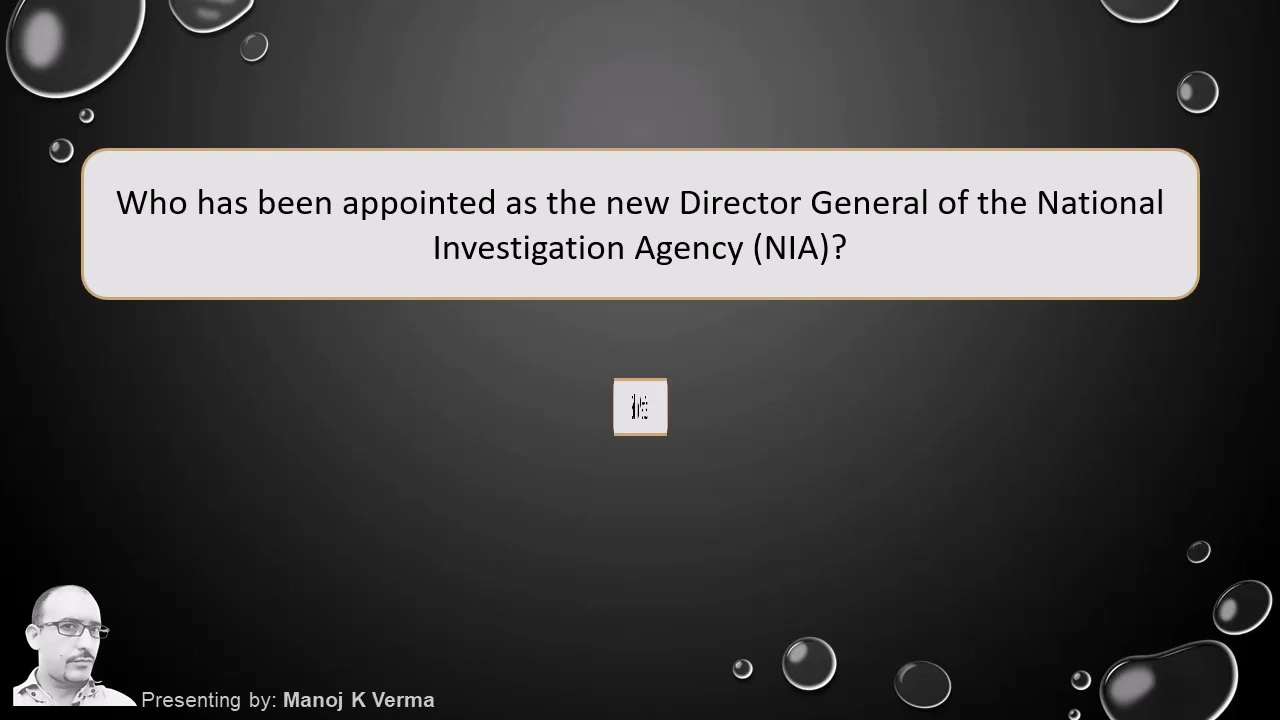 Who has been appointed as the new Director General of the National
Investigation Agency (NIA)?
Presenting by: Manoj K Verma